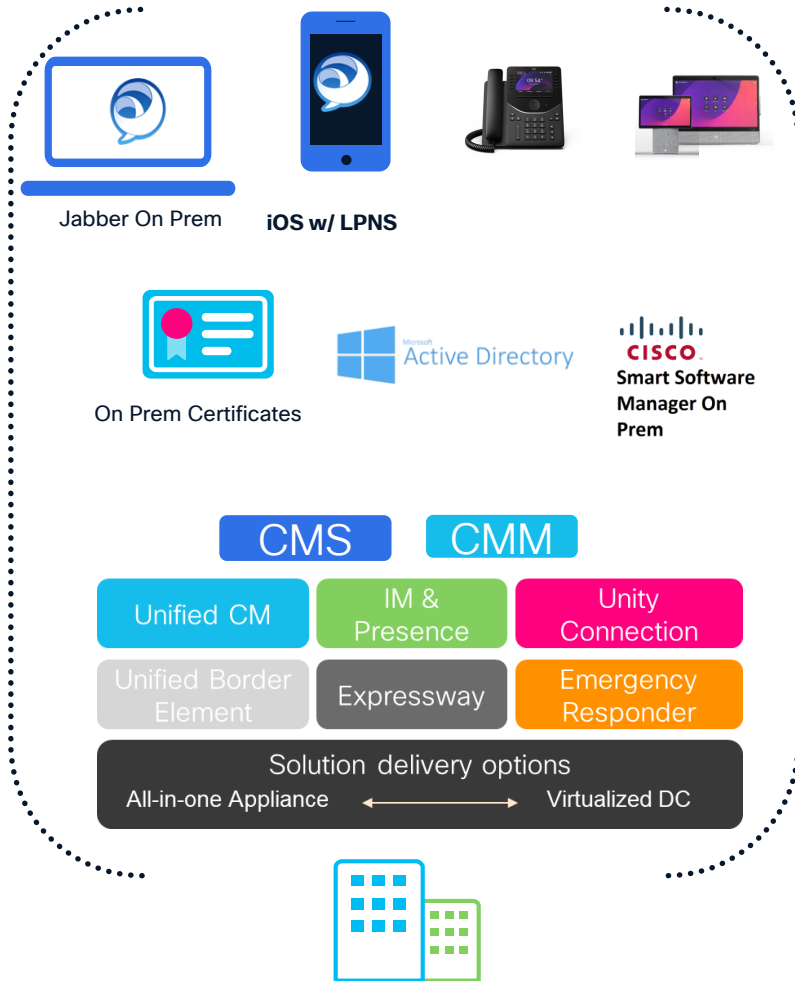 09:54
Jabber On Prem
iOS w/ LPNS
Microsoft
Active Directory
CISCO
Smart Software
Manager On
Prem
On Prem Certificates
CMS
CMM
Unified CM
IM &
Presence
Unity
Connection
Unified Border
Element
Expressway
Emergency
Responder
Solution delivery options
All-in-one Appliance
Virtualized DC